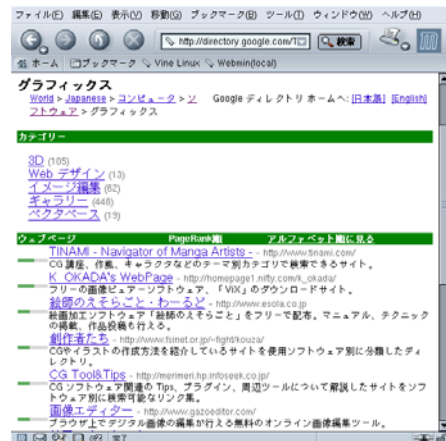 ファイル(F) 編集(E) 表示(V) 移動(G) ブックマーク(B) ツール(T) ウィンドウ(W) ヘルプ(H)
http://directory.google.com/T 検索
ホーム ブックマーク Vine Linux Webmin(local)
グラフィックス
World > Japanese > コンピュータ > ソ Google ディレクトリ ホームへ: [日本語] [English]
フトウェア > グラフィックス
カテゴリー
3D (105)
Web デザイン (13)
イメージ編集 (62)
ギャラリー (448)
ベクタベース (19)
ウェブページ PageRank順 アルファベット順に見る
TINAMI - Navigator of Manga Artists - - http://www.tinami.com/
CG 講座、作風、キャラクタなどのテーマ別カテゴリで検索できるサイト。
K_OKADA's WebPage - http://homepage1.nifty.com/k_okada/
フリーの画像ビューアーソフトウェア、「ViX」のダウンロードサイト。
絵師のえそらごと・わーるど - http://www.esola.co.jp
絵画加工ソフトウェア「絵師のえそらごと」をフリーで配布。マニュアル、テクニック
の掲載、作品投稿も行える。
創作者たち - http://www.fsinet.or.jp/~fight/kouza/
CGやイラストの作成方法を紹介しているサイトを使用ソフトウェア別に分類したディ
レクトリ。
CG Tool&Tips - http://merimeri.hp.infoseek.co.jp/
CG ソフトウェア関連の Tips、プラグイン、周辺ツールについて解説したサイトをソフ
トウェア別に検索可能なリンク集。
画像エディター - http://www.gazoeditor.com/
ブラウザ上でデジタル画像の編集が行える無料のオンライン画像編集ツール。